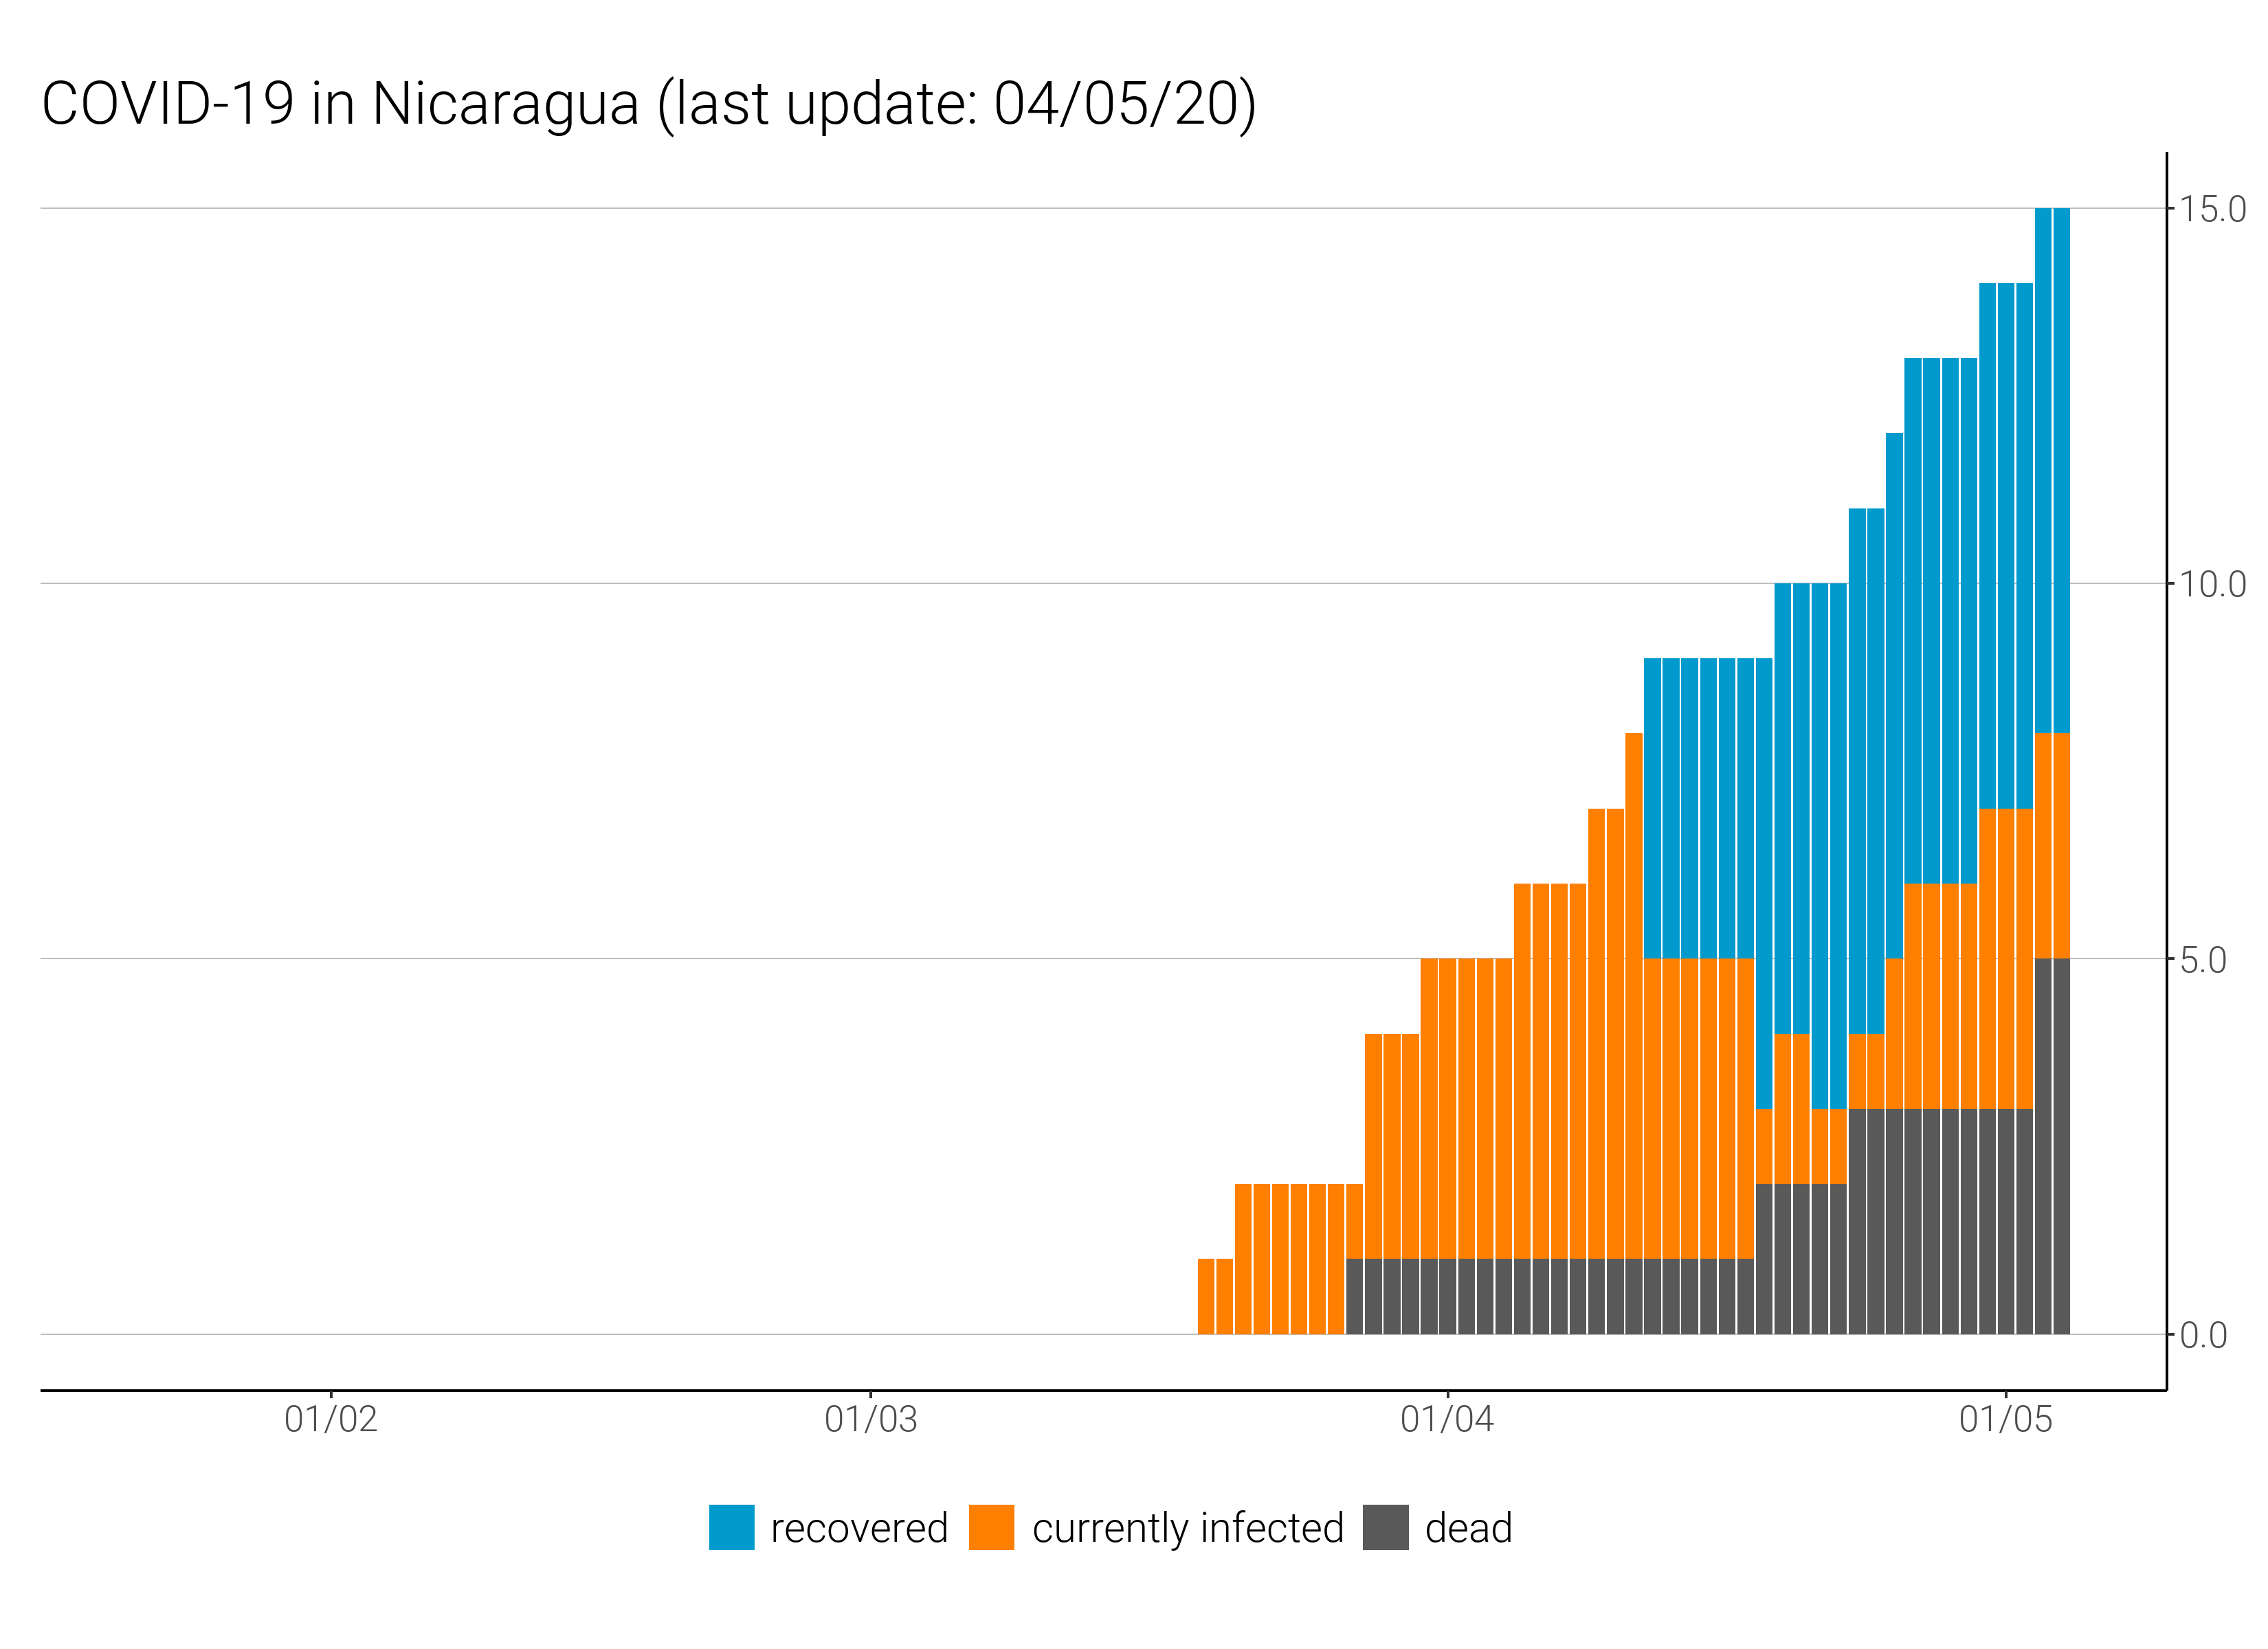 COVID-19 in Nicaragua (last update: 04/05/20)
15.0
10.0
5.0
0.0
01/02 01/03 01/04 01/05
recovered currently infected dead